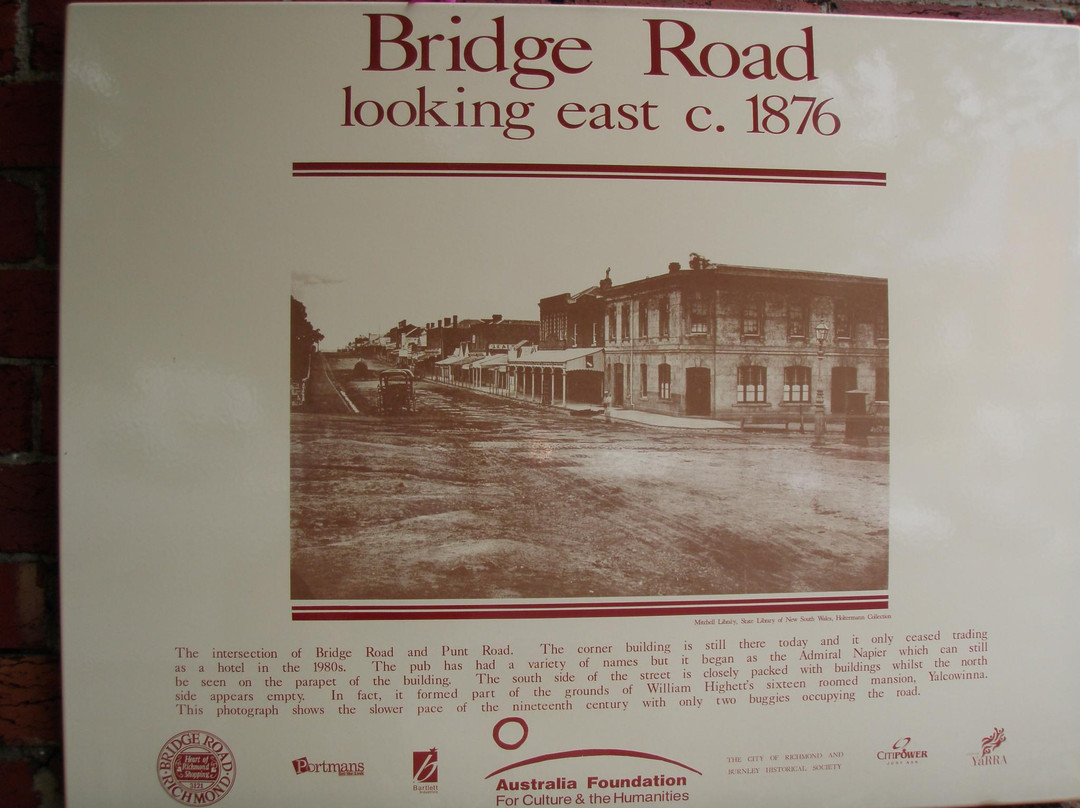 Bridge Road
looking east c. 1876
Mitchell Library, State Library of New South Wales, Holtermann Collection
The intersection of Bridge Road and Punt Road. The corner building is still there today and it only ceased trading
as a hotel in the 1980s. The pub has had a variety of names but it began as the Admiral Napier which can still
be seen on the parapet of the building. The south side of the street is closely packed with buildings whilst the north
side appears empty. In fact, it formed part of the grounds of William Highett's sixteen roomed mansion, Yalcowinna.
This photograph shows the slower pace of the nineteenth century with only two buggies occupying the road.
BRIDGE ROAD
Heart of
Richmond
Shopping
3121
RICHMOND
Portmans
b
Bartlett
Australia Foundation
For Culture & the Humanities
THE CITY OF RICHMOND AND
BURNLEY HISTORICAL SOCIETY
CITIPOWER
YaRRA